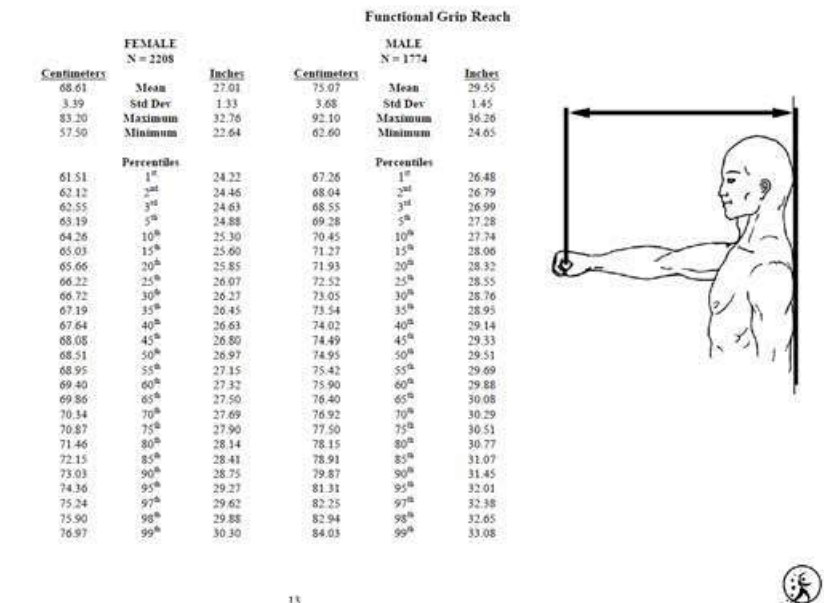 Functional Grip Reach
FEMALE MALE
N = 2208 N = 1774
Centimeters Inches Centimeters Inches
68.61 Mean 27.01 75.07 Mean 29.55
3.39 Std Dev 1.33 3.68 Std Dev 1.45
83.20 Maximum 32.76 92.10 Maximum 36.26
57.50 Minimum 22.64 62.60 Minimum 24.65
Percentiles Percentiles
61.51 1st 24.22 67.26 1st 26.48
62.12 2nd 24.46 68.04 2nd 26.79
62.55 3rd 24.63 68.55 3rd 26.99
63.19 5th 24.88 69.28 5th 27.28
64.26 10th 25.30 70.45 10th 27.74
65.03 15th 25.60 71.27 15th 28.06
65.66 20th 25.85 71.93 20th 28.32
66.22 25th 26.07 72.52 25th 28.55
66.72 30th 26.27 73.05 30th 28.76
67.19 35th 26.45 73.54 35th 28.95
67.64 40th 26.63 74.02 40th 29.14
68.08 45th 26.80 74.49 45th 29.33
68.51 50th 26.97 74.95 50th 29.51
68.95 55th 27.15 75.42 55th 29.69
69.40 60th 27.32 75.90 60th 29.88
69.86 65th 27.50 76.40 65th 30.08
70.34 70th 27.69 76.92 70th 30.29
70.87 75th 27.90 77.50 75th 30.51
71.46 80th 28.14 78.15 80th 30.77
72.15 85th 28.41 78.91 85th 31.07
73.03 90th 28.75 79.87 90th 31.45
74.36 95th 29.27 81.31 95th 32.01
75.24 97th 29.62 82.25 97th 32.38
75.90 98th 29.88 82.94 98th 32.65
76.97 99th 30.30 84.03 99th 33.08
13